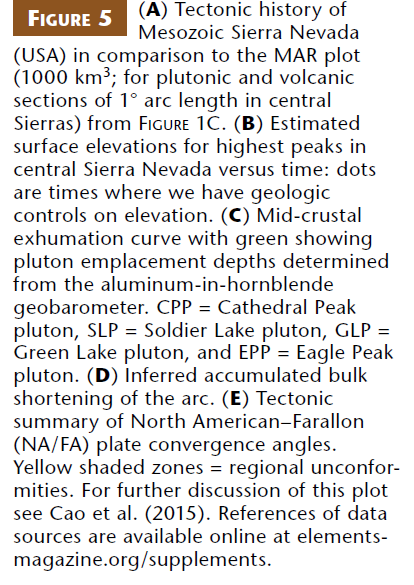 FIGURE 5 (A) Tectonic history of
Mesozoic Sierra Nevada
(USA) in comparison to the MAR plot
(1000 km³; for plutonic and volcanic
sections of 1° arc length in central
Sierras) from FIGURE 1C. (B) Estimated
surface elevations for highest peaks in
central Sierra Nevada versus time: dots
are times where we have geologic
controls on elevation. (C) Mid-crustal
exhumation curve with green showing
pluton emplacement depths determined
from the aluminum-in-hornblende
geobarometer. CPP = Cathedral Peak
pluton, SLP = Soldier Lake pluton, GLP =
Green Lake pluton, and EPP = Eagle Peak
pluton. (D) Inferred accumulated bulk
shortening of the arc. (E) Tectonic
summary of North American–Farallon
(NA/FA) plate convergence angles.
Yellow shaded zones = regional unconfor-
mities. For further discussion of this plot
see Cao et al. (2015). References of data
sources are available online at elements-
magazine.org/supplements.